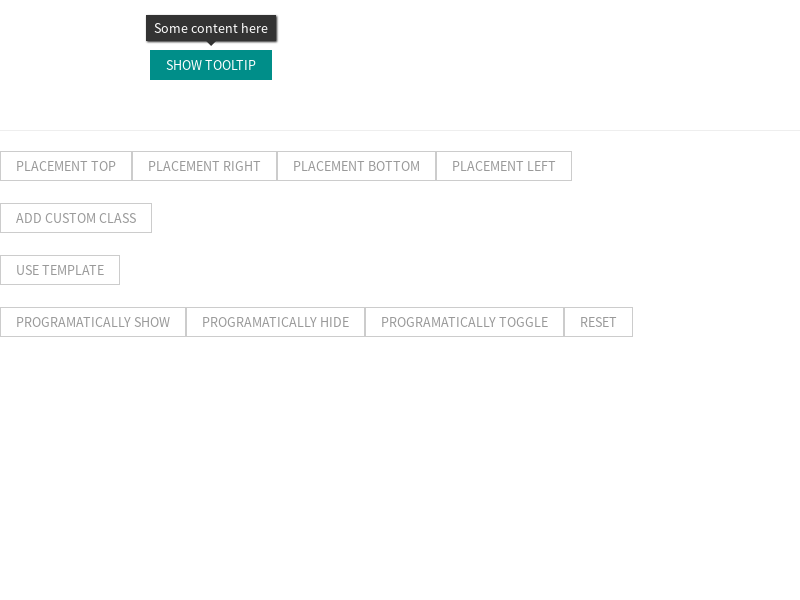 Some content here
SHOW TOOLTIP
PLACEMENT TOP PLACEMENT RIGHT PLACEMENT BOTTOM PLACEMENT LEFT
ADD CUSTOM CLASS
USE TEMPLATE
PROGRAMATICALLY SHOW PROGRAMATICALLY HIDE PROGRAMATICALLY TOGGLE RESET